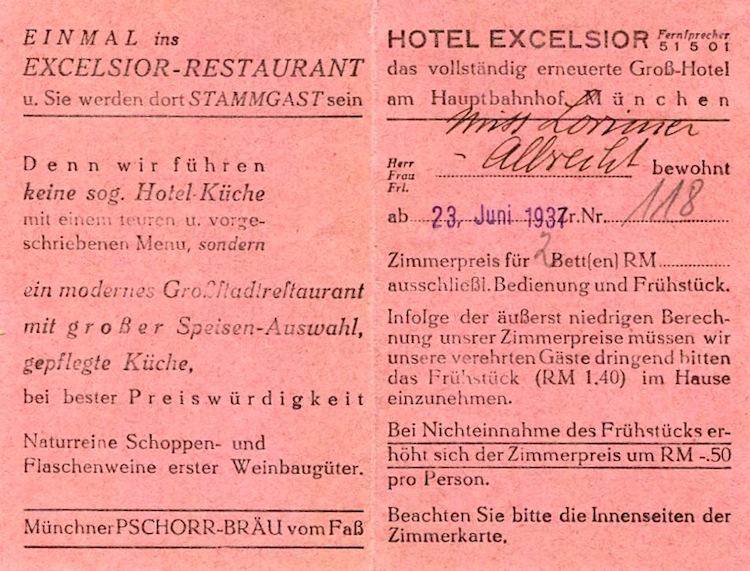 EINMAL ins
EXCELSIOR-RESTAURANT
u. Sie werden dort STAMMGAST sein
Denn wir führen
keine sog. Hotel-Küche
mit einem teuren u. vorge-
schriebenen Menu, sondern
ein modernes Großstadtrestaurant
mit großer Speisen-Auswahl,
gepflegte Küche,
bei bester Preiswürdigkeit
Naturreine Schoppen- und
Flaschenweine erster Weinbaugüter.
Münchner PSCHORR-BRÄU vom Faß
HOTEL EXCELSIOR Fernsprecher 51501
das vollständig erneuerte Groß-Hotel
am Hauptbahnhof München
Miss Lorimer
Herr
Frau
Frl.
- Albrecht bewohnt
ab 23. Juni 1937 Zr. Nr. 118
Zimmerpreis für 2 Bett(en) RM
ausschließl. Bedienung und Frühstück.
Infolge der äußerst niedrigen Berech-
nung unsrer Zimmerpreise müssen wir
unsere verehrten Gäste dringend bitten
das Frühstück (RM 1.40) im Hause
einzunehmen.
Bei Nichteinnahme des Frühstücks er-
höht sich der Zimmerpreis um RM -.50
pro Person.
Beachten Sie bitte die Innenseiten der
Zimmerkarte.